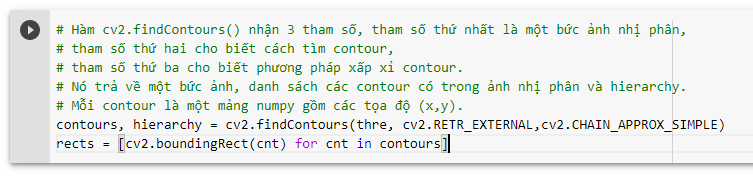 # Hàm cv2.findContours() nhận 3 tham số, tham số thứ nhất là một bức ảnh nhị phân,
# tham số thứ hai cho biết cách tìm contour,
# tham số thứ ba cho biết phương pháp xấp xỉ contour.
# Nó trả về một bức ảnh, danh sách các contour có trong ảnh nhị phân và hierarchy.
# Mỗi contour là một mảng numpy gồm các tọa độ (x,y).
contours, hierarchy = cv2.findContours(thre, cv2.RETR_EXTERNAL,cv2.CHAIN_APPROX_SIMPLE)
rects = [cv2.boundingRect(cnt) for cnt in contours]